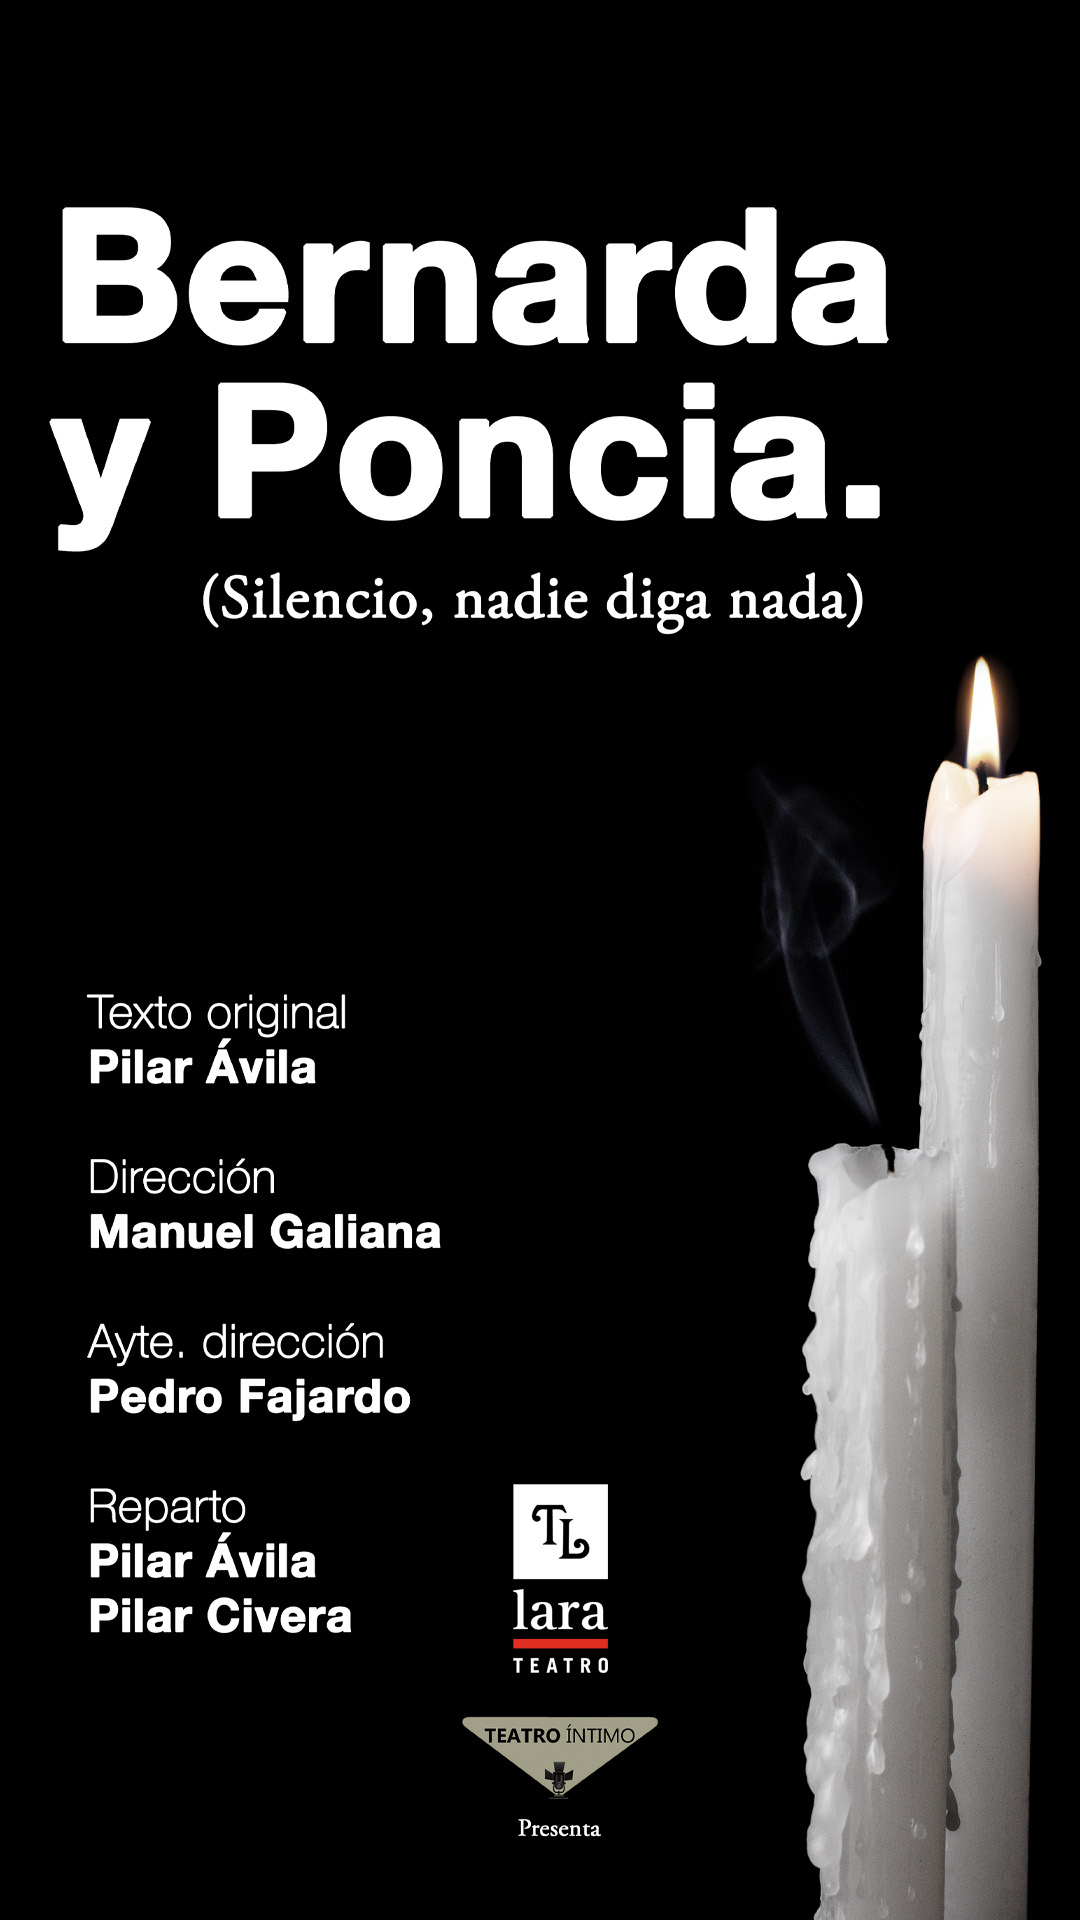 Bernarda
y Poncia.
(Silencio, nadie diga nada)
Texto original
Pilar Ávila
Dirección
Manuel Galiana
Ayte. dirección
Pedro Fajardo
Reparto
Pilar Ávila
Pilar Civera
TL
lara
TEATRO
TEATRO ÍNTIMO
Presenta